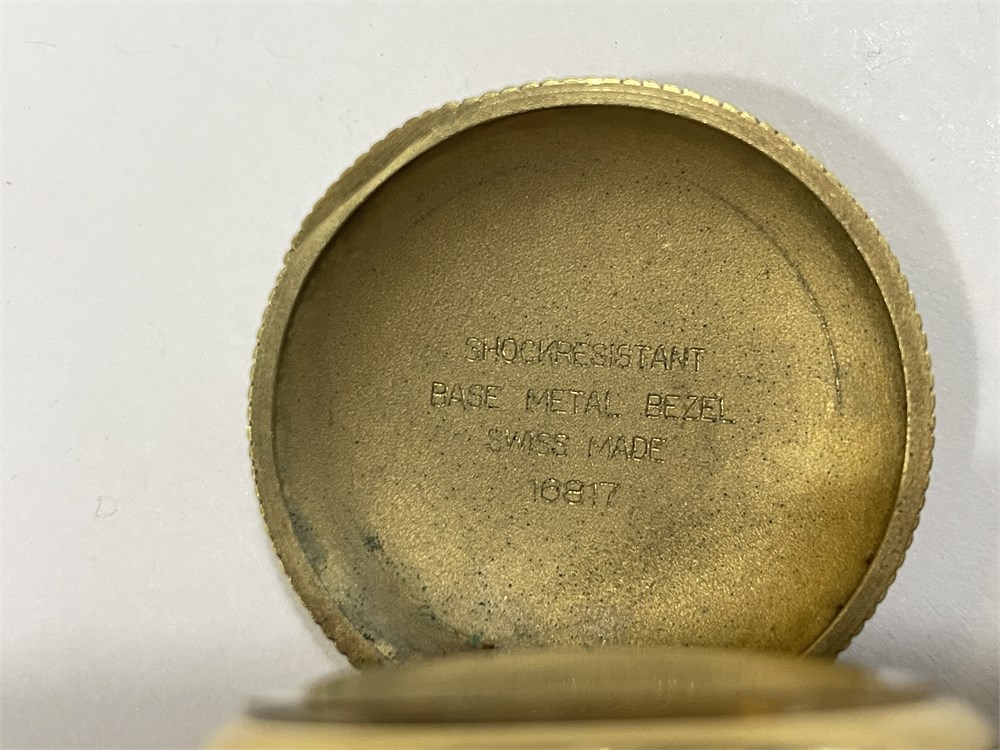 SHOCKRESISTANT
BASE METAL BEZEL
SWISS MADE
16817